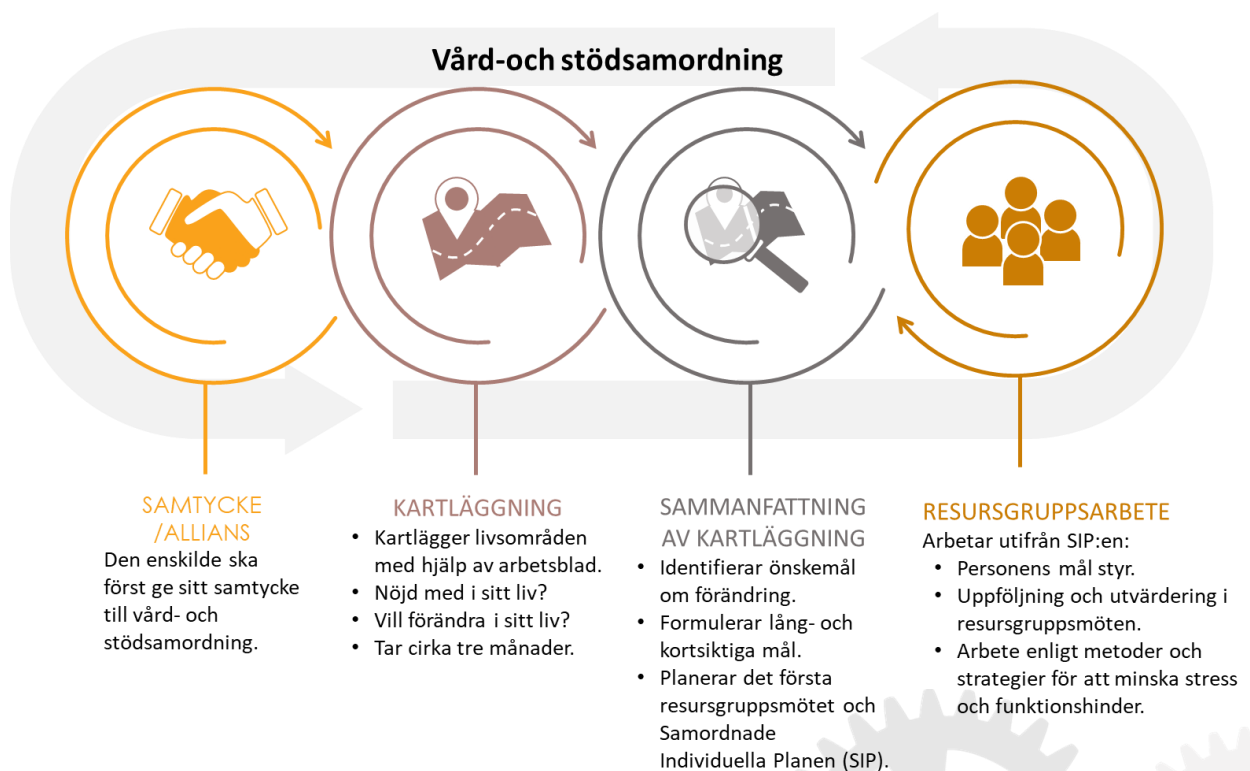 Vård-och stödsamordning
SAMTYCKE
/ALLIANS
Den enskilde ska
först ge sitt samtycke
till vård- och
stödsamordning.
KARTLÄGGNING
• Kartlägger livsområden
med hjälp av arbetsblad.
• Nöjd med i sitt liv?
• Vill förändra i sitt liv?
• Tar cirka tre månader.
SAMMANFATTNING
AV KARTLÄGGNING
• Identifierar önskemål
om förändring.
• Formulerar lång- och
kortsiktiga mål.
• Planerar det första
resursgruppsmötet och
Samordnade
Individuella Planen (SIP).
RESURSGRUPPSARBETE
Arbetar utifrån SIP:en:
• Personens mål styr.
• Uppföljning och utvärdering i
resursgruppsmöten.
• Arbete enligt metoder och
strategier för att minska stress
och funktionshinder.